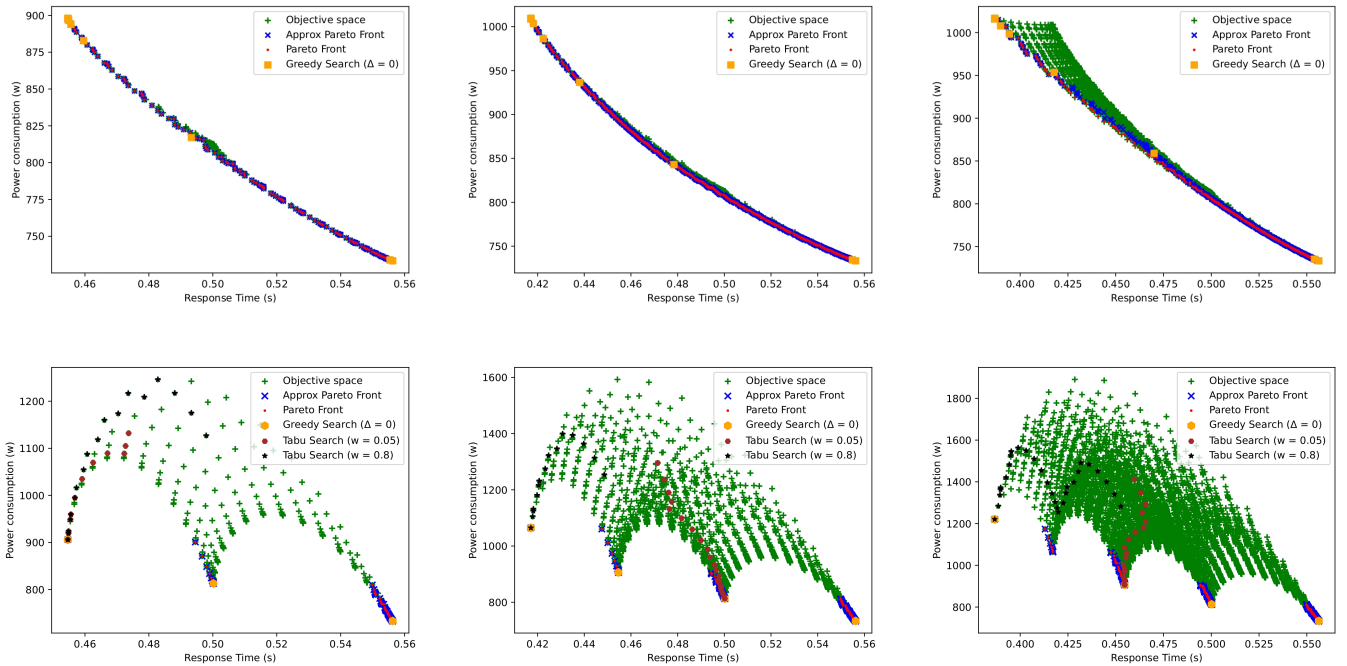 900
875
850
825
800
775
750
Power consumption (w)
0.46
0.48
0.50
0.52
0.54
0.56
Response Time (s)
Objective space
Approx Pareto Front
Pareto Front
Greedy Search (Δ = 0)
1000
950
900
850
800
750
Power consumption (w)
0.42
0.44
0.46
0.48
0.50
0.52
0.54
0.56
Response Time (s)
Objective space
Approx Pareto Front
Pareto Front
Greedy Search (Δ = 0)
1000
950
900
850
800
750
Power consumption (w)
0.400
0.425
0.450
0.475
0.500
0.525
0.550
Response Time (s)
Objective space
Approx Pareto Front
Pareto Front
Greedy Search (Δ = 0)
1200
1100
1000
900
800
Power consumption (w)
0.46
0.48
0.50
0.52
0.54
0.56
Response Time (s)
Objective space
Approx Pareto Front
Pareto Front
Greedy Search (Δ = 0)
Tabu Search (w = 0.05)
Tabu Search (w = 0.8)
1600
1400
1200
1000
800
Power consumption (w)
0.42
0.44
0.46
0.48
0.50
0.52
0.54
0.56
Response Time (s)
Objective space
Approx Pareto Front
Pareto Front
Greedy Search (Δ = 0)
Tabu Search (w = 0.05)
Tabu Search (w = 0.8)
1800
1600
1400
1200
1000
800
Power consumption (w)
0.400
0.425
0.450
0.475
0.500
0.525
0.550
Response Time (s)
Objective space
Approx Pareto Front
Pareto Front
Greedy Search (Δ = 0)
Tabu Search (w = 0.05)
Tabu Search (w = 0.8)